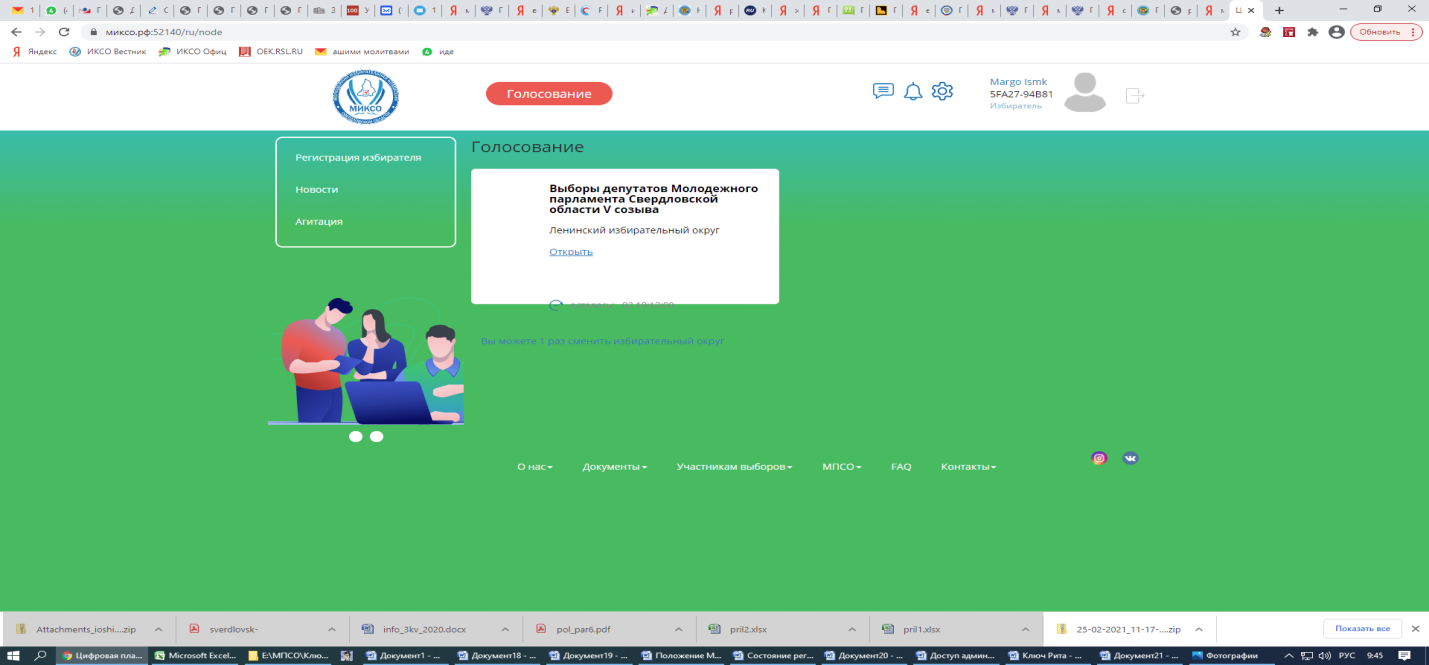 миксо.рф:52140/ru/node
Обновить
Яндекс ИКСО Вестник ИКСО Офиц OEK.RSL.RU ашими молитвами иде
МИКСО
Голосование
Margo Ismk
5FA27-94B81
Избиратель
Регистрация избирателя
Новости
Агитация
Голосование
Выборы депутатов Молодежного
парламента Свердловской
области V созыва
Ленинский избирательный округ
Открыть
Вы можете 1 раз сменить избирательный округ
О нас Документы Участникам выборов МПСО FAQ Контакты
Attachments_ioshi....zip sverdlovsk- info_3kv_2020.docx pol_par6.pdf pril2.xlsx pril1.xlsx 25-02-2021_11-17-....zip Показать все
Цифровая пла... Microsoft Excel... E:\МПСО\Клю... Документ1 - ... Документ18 - ... Документ19 - ... Положение М... Состояние рег... Документ20 - ... Доступ админ... Ключ Рита - ... Документ21 - ... Фотографии РУС 9:45